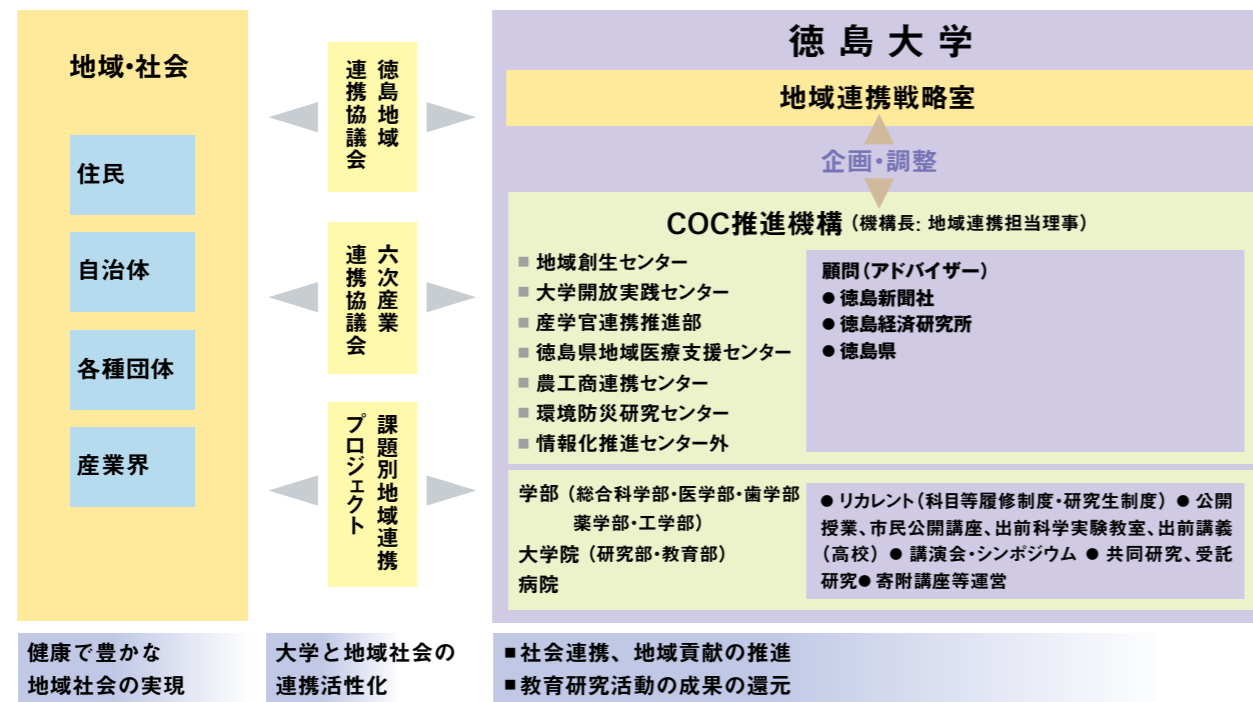 地域・社会
住民
自治体
各種団体
産業界
徳島地域
連携協議会
六次産業
連携協議会
課題別地域連携
プロジェクト
徳島大学
地域連携戦略室
企画・調整
COC推進機構（機構長: 地域連携担当理事）
■ 地域創生センター
■ 大学開放実践センター
■ 産学官連携推進部
■ 徳島県地域医療支援センター
■ 農工商連携センター
■ 環境防災研究センター
■ 情報化推進センター外
顧問（アドバイザー）
● 徳島新聞社
● 徳島経済研究所
● 徳島県
学部（総合科学部・医学部・歯学部
薬学部・工学部）
大学院（研究部・教育部）
病院
● リカレント（科目等履修制度・研究生制度） ● 公開
授業、市民公開講座、出前科学実験教室、出前講義
（高校） ● 講演会・シンポジウム ● 共同研究、受託
研究● 寄附講座等運営
健康で豊かな
地域社会の実現
大学と地域社会の
連携活性化
■社会連携、地域貢献の推進
■教育研究活動の成果の還元